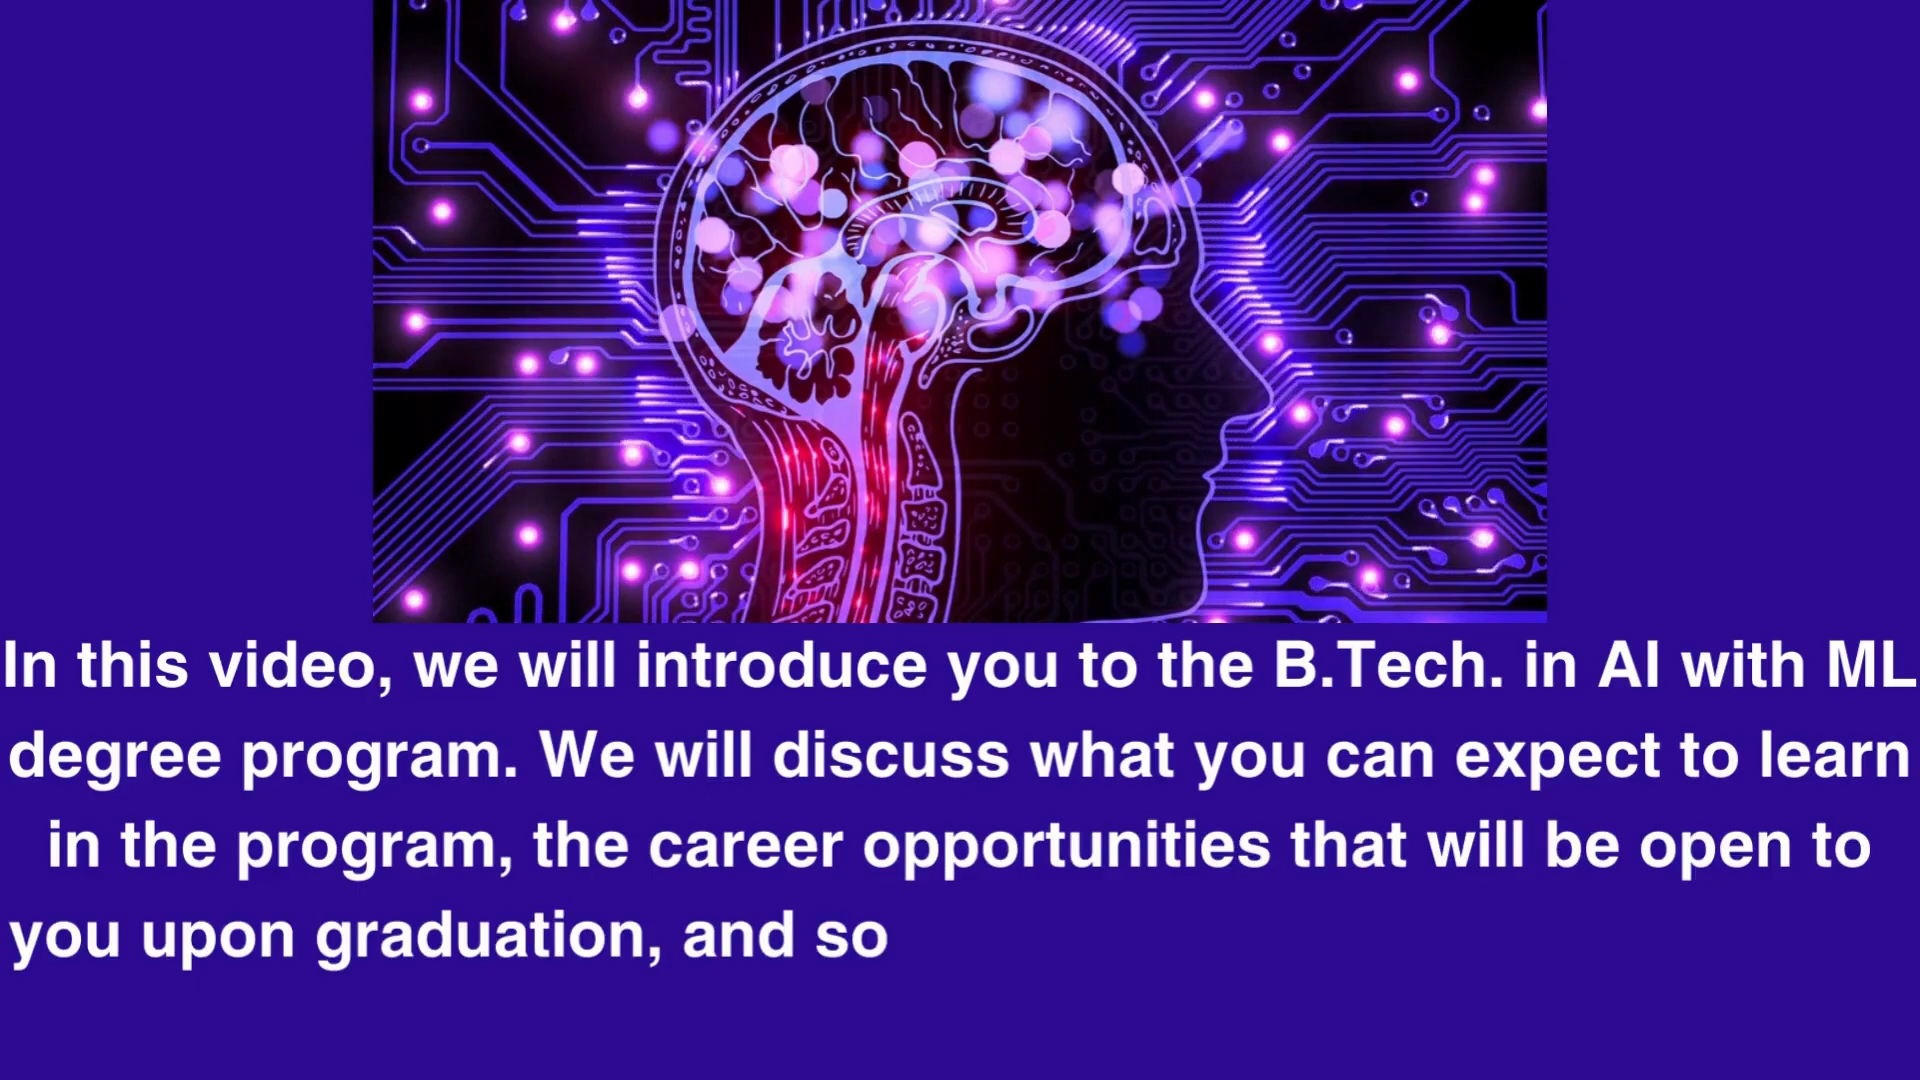 In this video, we will introduce you to the B.Tech. in AI with ML
degree program. We will discuss what you can expect to learn
in the program, the career opportunities that will be open to
you upon graduation, and so